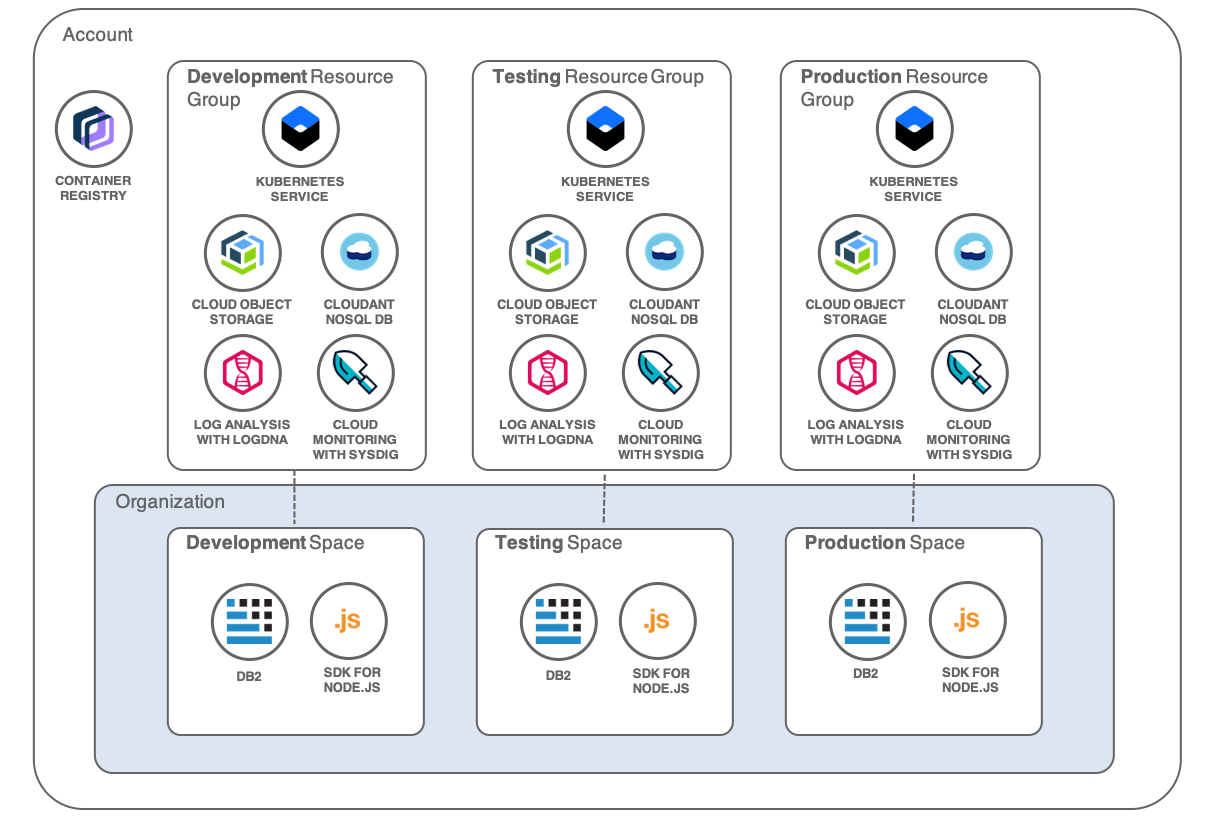 Account
CONTAINER
REGISTRY
Development Resource
Group
KUBERNETES
SERVICE
CLOUD OBJECT
STORAGE
CLOUDANT
NOSQL DB
LOG ANALYSIS
WITH LOGDNA
CLOUD
MONITORING
WITH SYSDIG
Testing Resource Group
KUBERNETES
SERVICE
CLOUD OBJECT
STORAGE
CLOUDANT
NOSQL DB
LOG ANALYSIS
WITH LOGDNA
CLOUD
MONITORING
WITH SYSDIG
Production Resource
Group
KUBERNETES
SERVICE
CLOUD OBJECT
STORAGE
CLOUDANT
NOSQL DB
LOG ANALYSIS
WITH LOGDNA
CLOUD
MONITORING
WITH SYSDIG
Organization
Development Space
DB2
.js
SDK FOR
NODE.JS
Testing Space
DB2
.js
SDK FOR
NODE.JS
Production Space
DB2
.js
SDK FOR
NODE.JS